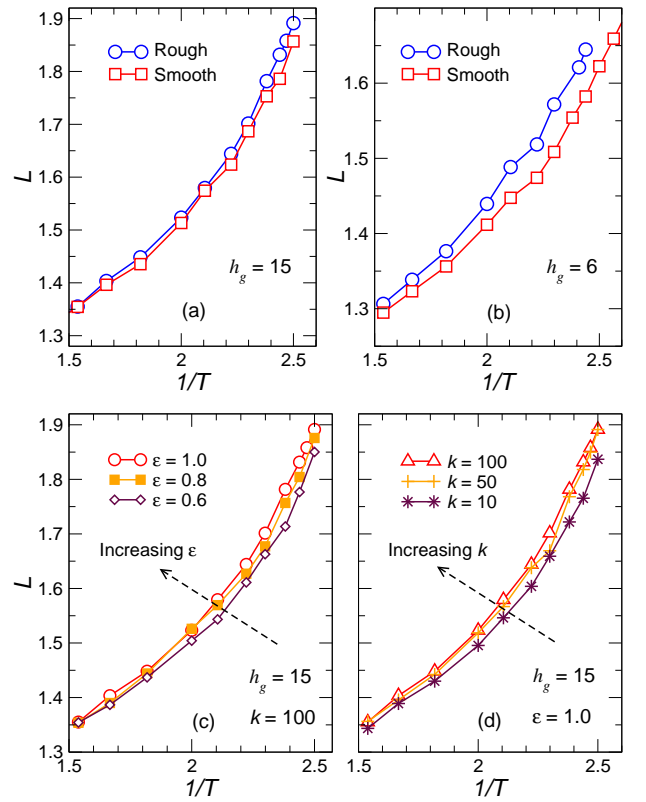 1.9
1.8
1.7
1.6
1.5
1.4
1.3
L
Rough
Smooth
h_g = 15
(a)
1.5 2 2.5
1/T
1.6
1.5
1.4
1.3
L
Rough
Smooth
h_g = 6
(b)
1.5 2 2.5
1/T
1.9
1.8
1.7
1.6
1.5
1.4
1.3
L
ε = 1.0
ε = 0.8
ε = 0.6
Increasing ε
h_g = 15
(c) k = 100
1.5 2 2.5
1/T
k = 100
k = 50
k = 10
Increasing k
h_g = 15
(d) ε = 1.0
1.5 2 2.5
1/T